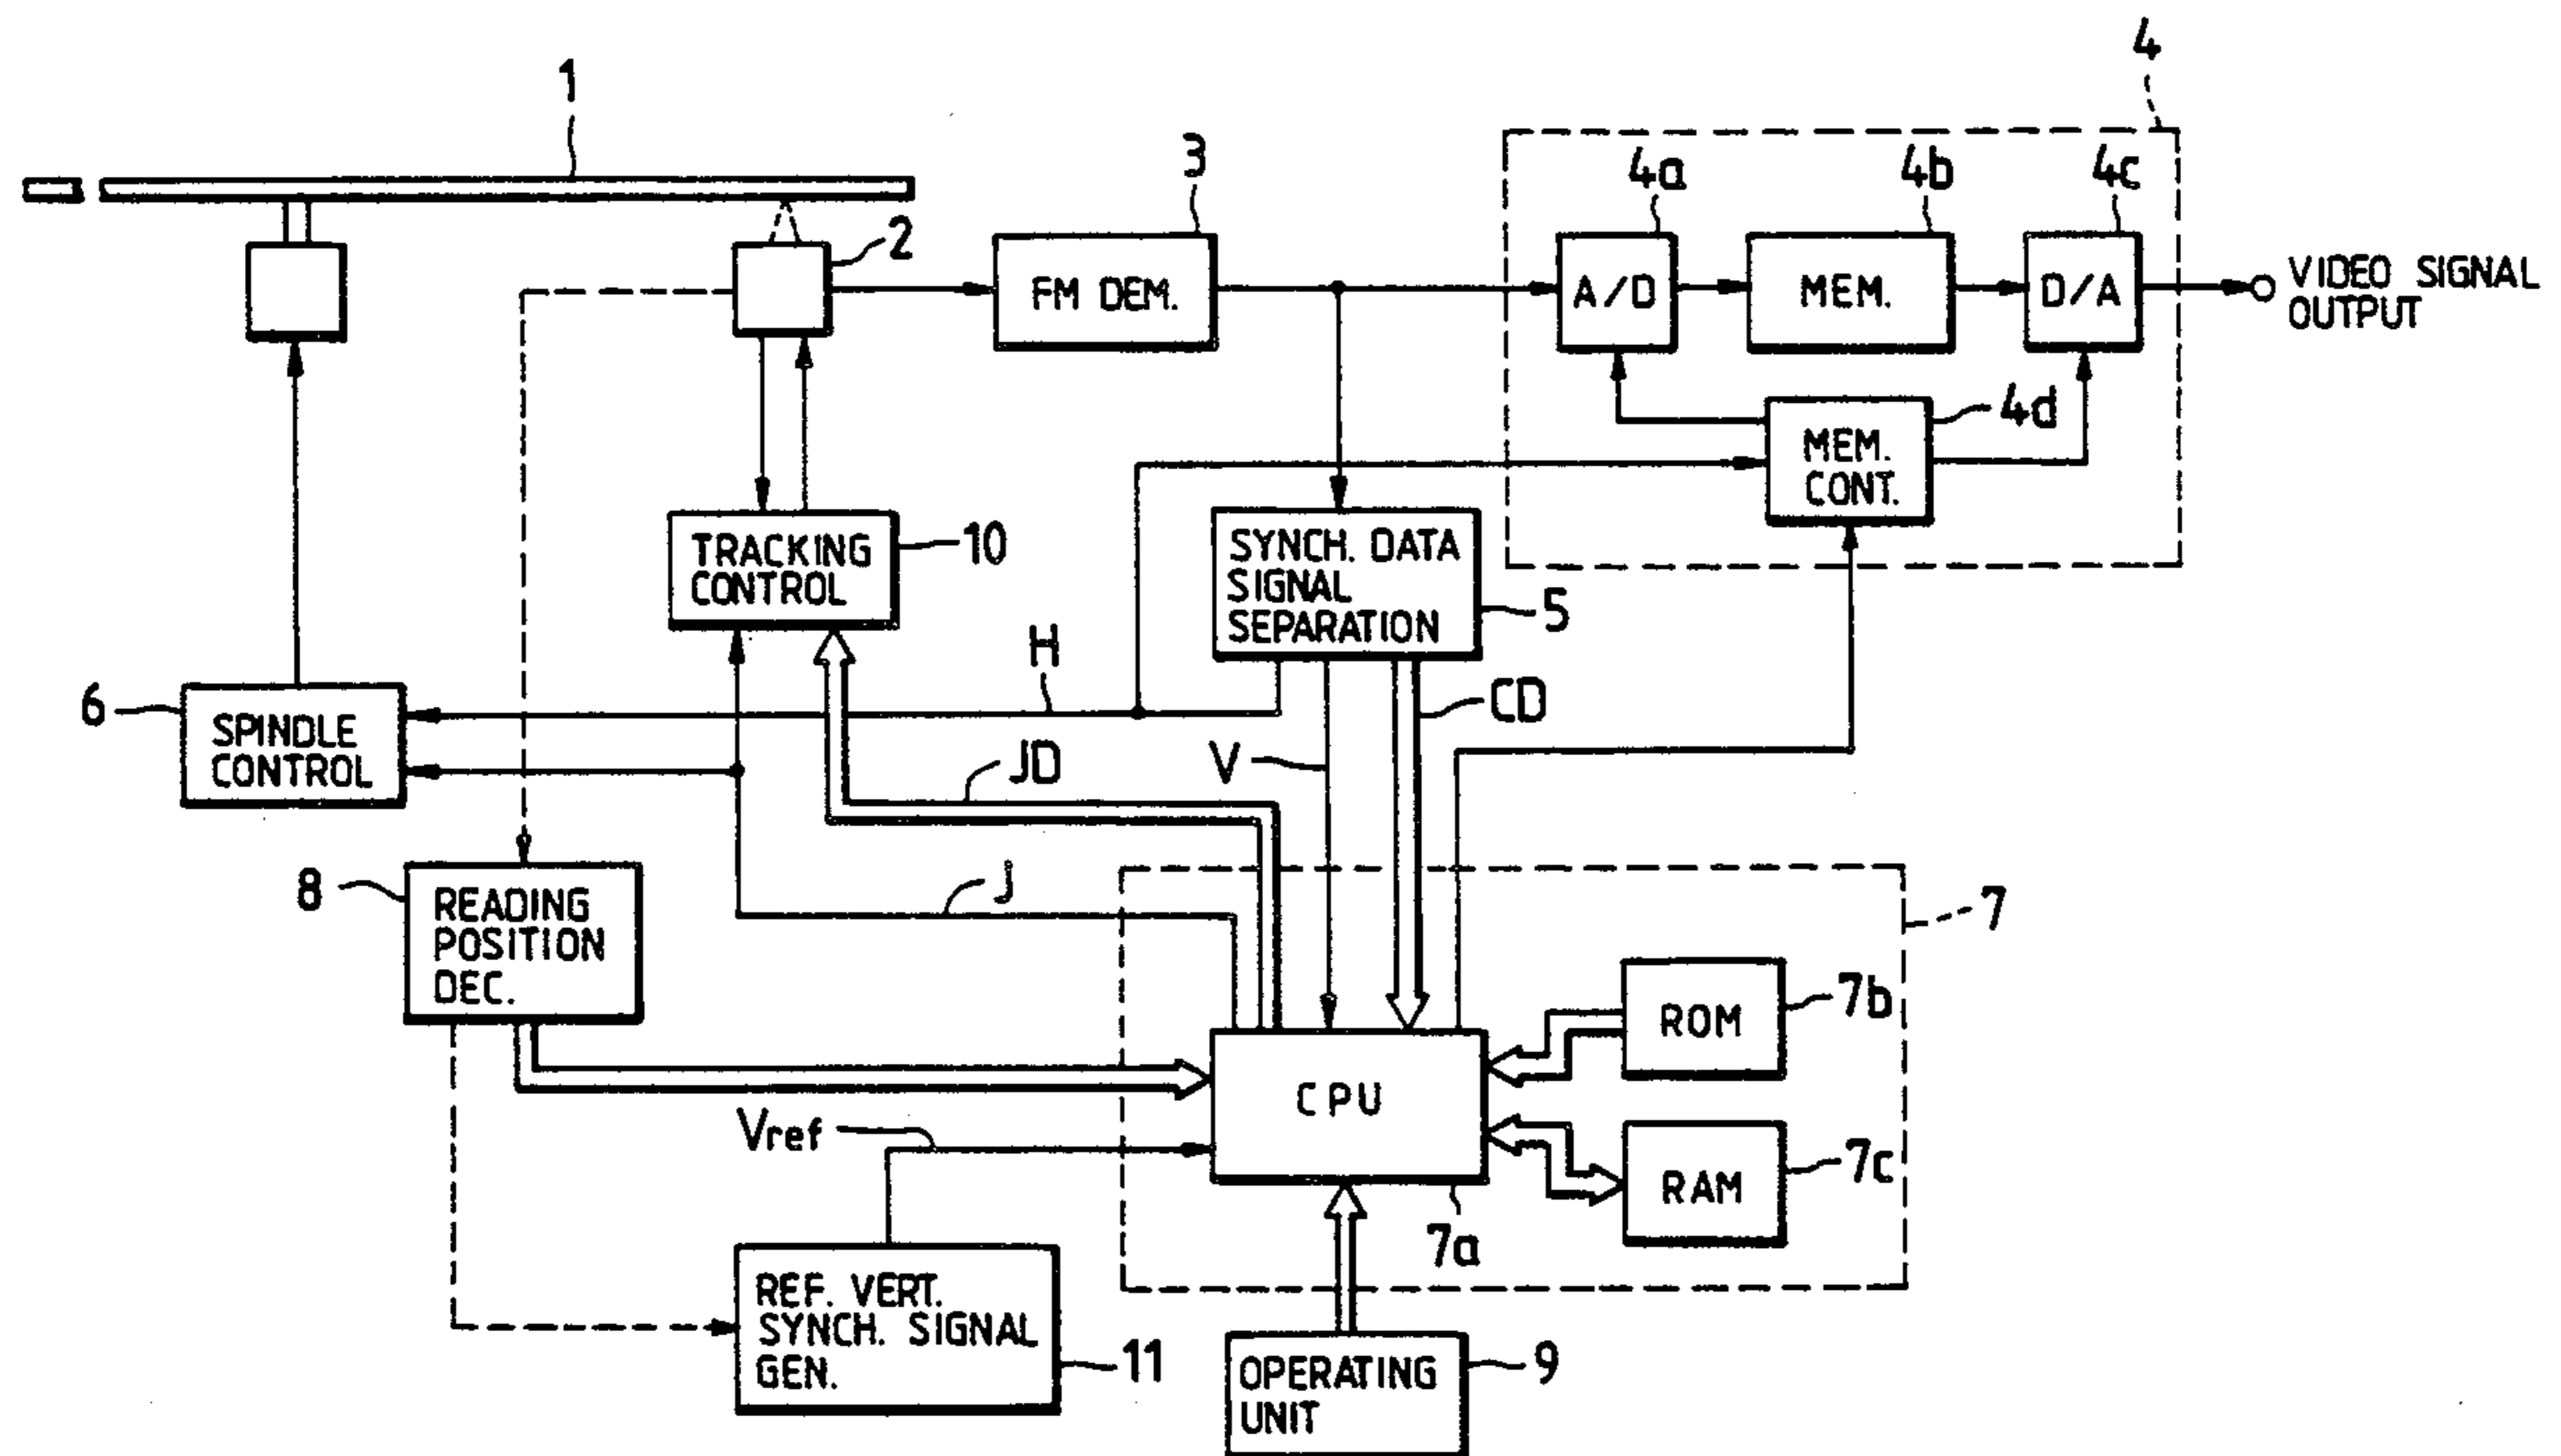 1
2
3
4
4a
4b
4c
FM DEM.
A/D
MEM.
D/A
VIDEO SIGNAL
OUTPUT
4d
MEM.
CONT.
TRACKING
CONTROL
10
SYNCH. DATA
SIGNAL
SEPARATION
5
H
6
SPINDLE
CONTROL
CD
V
JD
J
8
READING
POSITION
DEC.
7
ROM
7b
CPU
7a
RAM
7c
Vref
REF. VERT.
SYNCH. SIGNAL
GEN.
11
OPERATING
UNIT
9